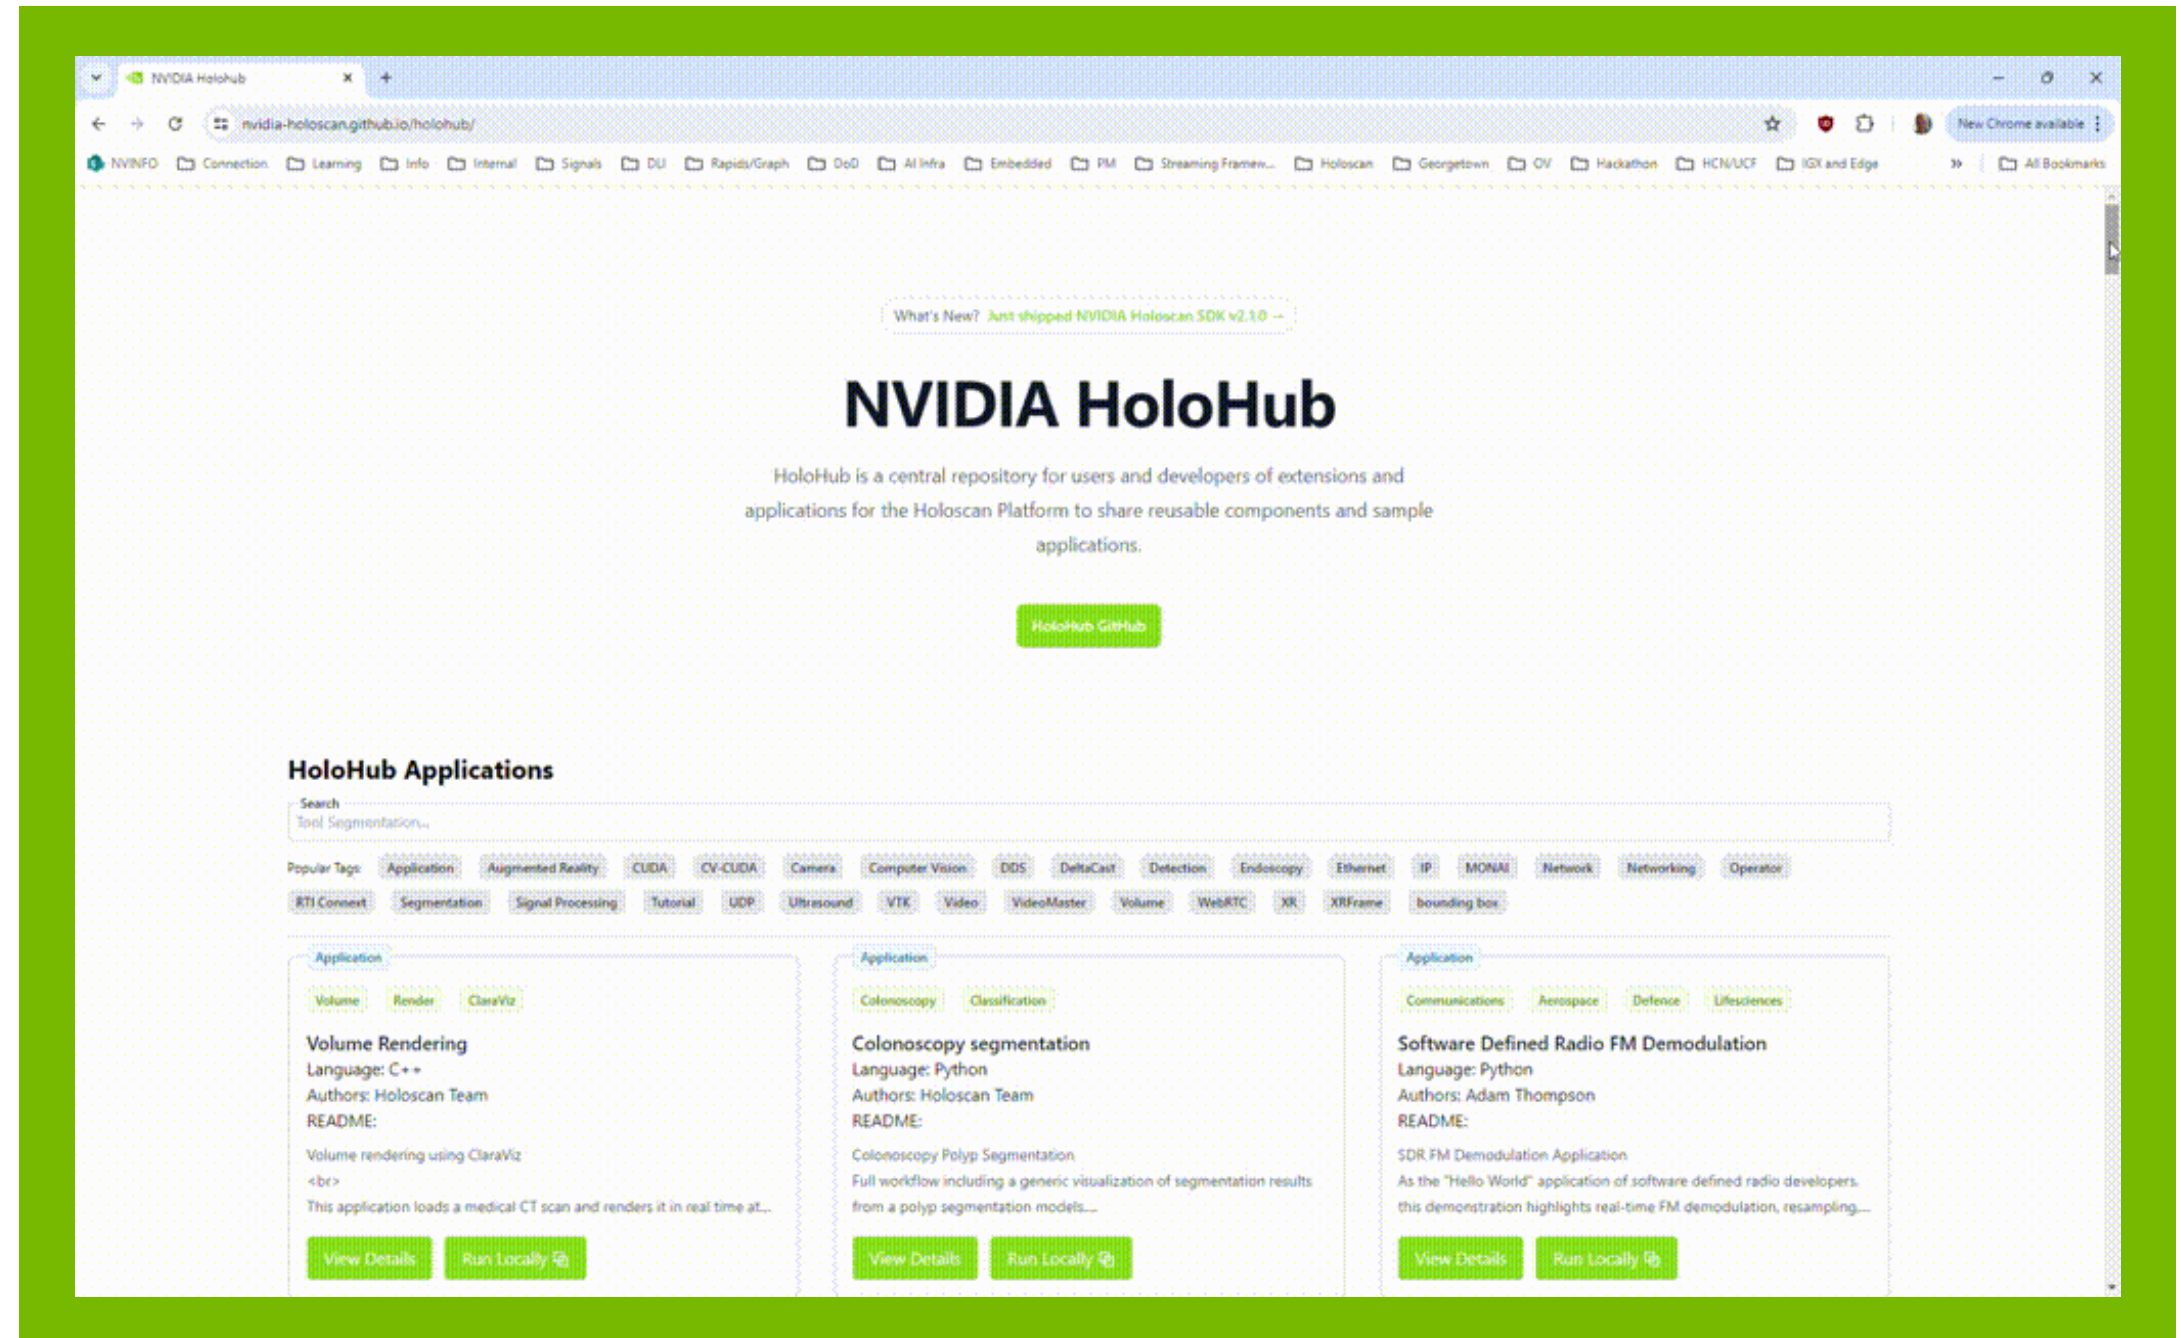 NVIDIA Holohub
nvidia-holoscan.github.io/holohub/
New Chrome available
NVINFO Connection Learning Info Internal Signals DLI Rapids/Graph DoD AI Infra Embedded PM Streaming Framew... Holoscan Georgetown OV Hackathon HCN/UCF IGX and Edge » All Bookmarks
What's New? Just shipped NVIDIA Holoscan SDK v2.1.0 →
NVIDIA HoloHub
HoloHub is a central repository for users and developers of extensions and
applications for the Holoscan Platform to share reusable components and sample
applications.
HoloHub GitHub
HoloHub Applications
Search
Tool Segmentation...
Popular Tags: Application Augmented Reality CUDA CV-CUDA Camera Computer Vision DDS DeltaCast Detection Endoscopy Ethernet IP MONAI Network Networking Operator
RTI Connext Segmentation Signal Processing Tutorial UDP Ultrasound VTK Video VideoMaster Volume WebRTC XR XRFrame bounding box
Application
Volume Render ClaraViz
Volume Rendering
Language: C++
Authors: Holoscan Team
README:
Volume rendering using ClaraViz
<br>
This application loads a medical CT scan and renders it in real time at...
View Details Run Locally
Application
Colonoscopy Classification
Colonoscopy segmentation
Language: Python
Authors: Holoscan Team
README:
Colonoscopy Polyp Segmentation
Full workflow including a generic visualization of segmentation results
from a polyp segmentation models....
View Details Run Locally
Application
Communications Aerospace Defence Lifesciences
Software Defined Radio FM Demodulation
Language: Python
Authors: Adam Thompson
README:
SDR FM Demodulation Application
As the "Hello World" application of software defined radio developers,
this demonstration highlights real-time FM demodulation, resampling,...
View Details Run Locally